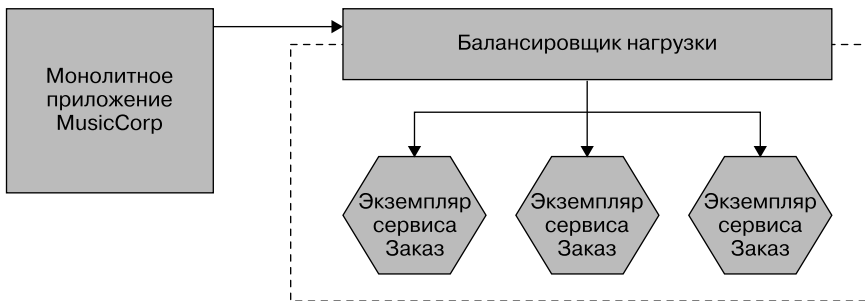 Монолитное
приложение
MusicCorp
Балансировщик нагрузки
Экземпляр
сервиса
Заказ
Экземпляр
сервиса
Заказ
Экземпляр
сервиса
Заказ